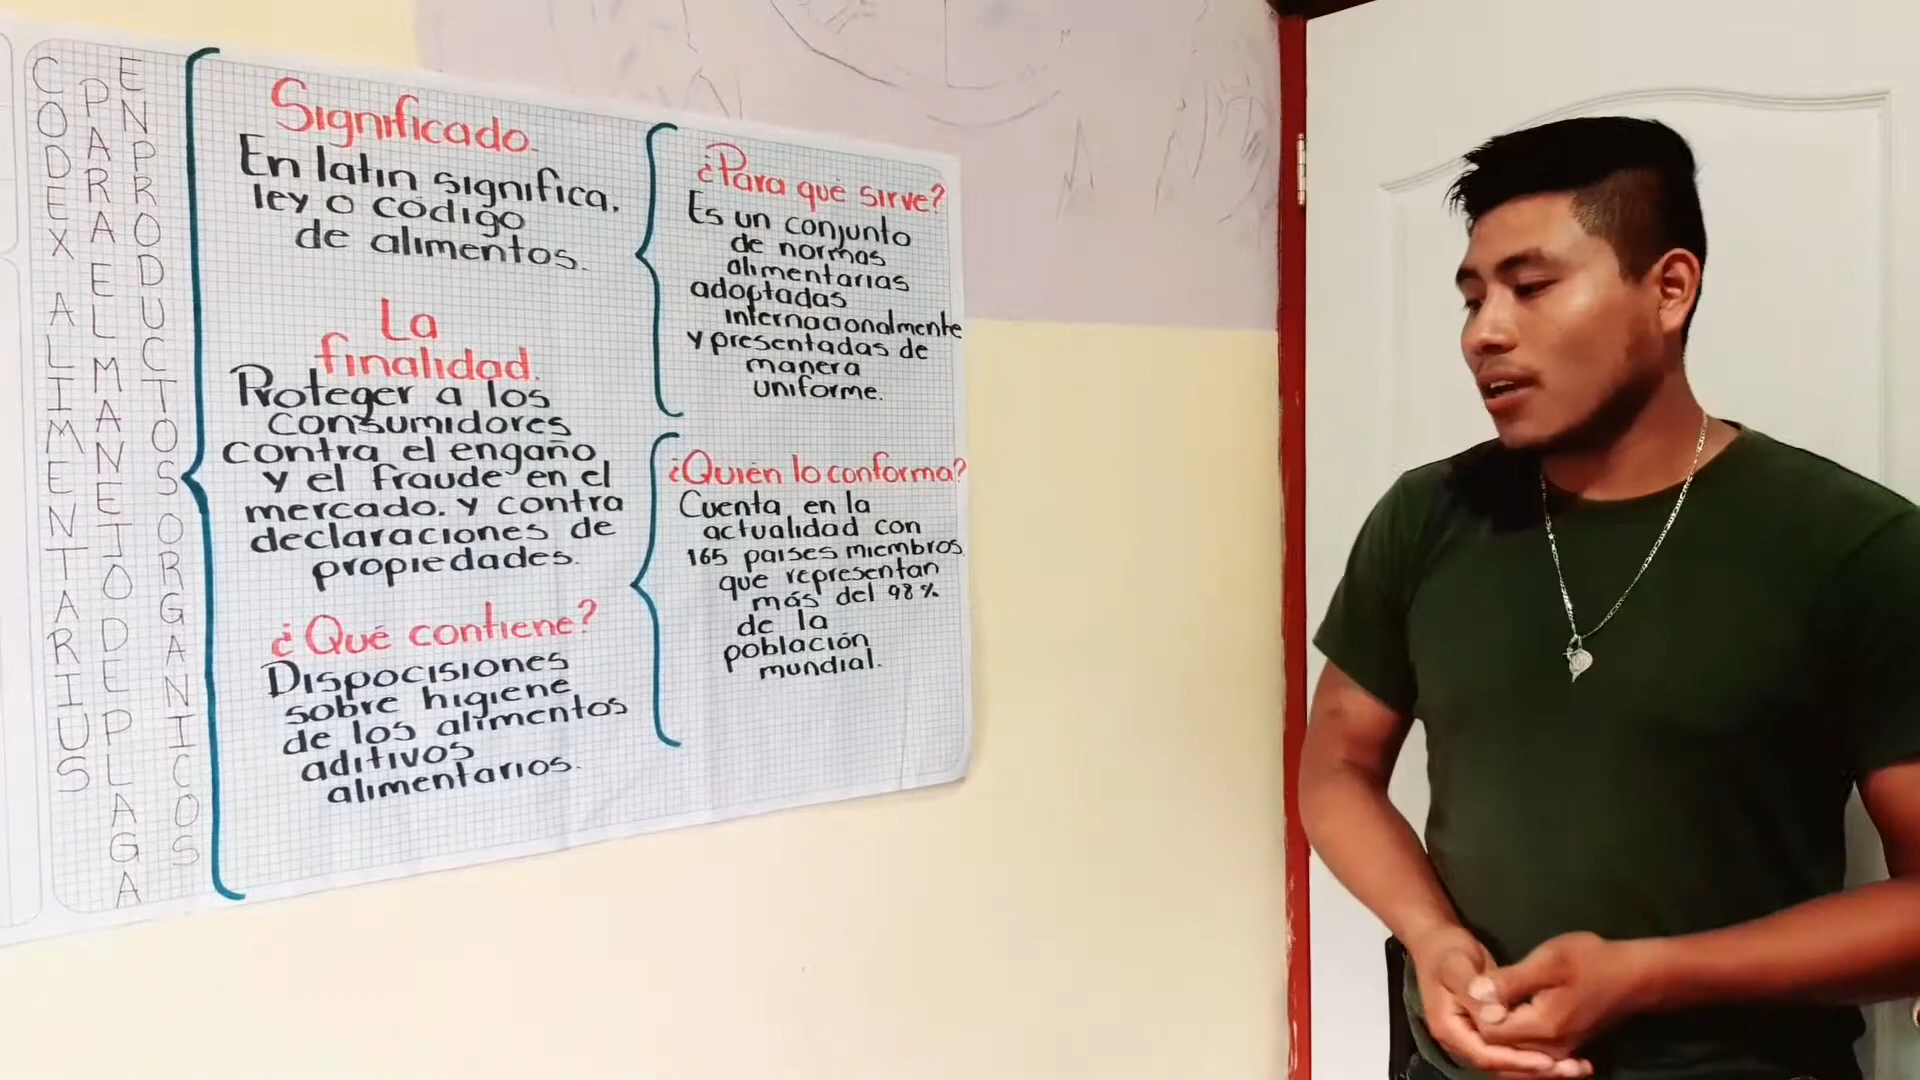 CODEX ALIMENTARIUS
PARA EL MANEJO DE PLAGA
EN PRODUCTOS ORGANICOS
Significado.
En latin significa.
ley o código
de alimentos.
La
finalidad.
Proteger a los
consumidores
contra el engaño
y el fraude en el
mercado. y contra
declaraciones de
propiedades.
¿Qué contiene?
Dispocisiones
sobre higiene
de los alimentos
aditivos
alimentarios.
¿Para qué sirve?
Es un conjunto
de normas
alimentarias
adoptadas
internacionalmente
y presentadas de
manera
uniforme.
¿Quién lo conforma?
Cuenta en la
actualidad con
165 paises miembros
que representan
más del 98%
de la
población
mundial.